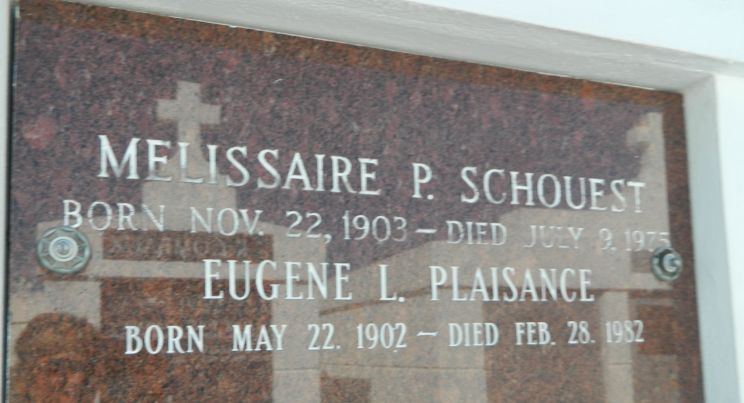 MELISSAIRE P. SCHOUEST
BORN NOV. 22, 1903 – DIED JULY 9, 1975
EUGENE L. PLAISANCE
BORN MAY 22. 1902 – DIED FEB. 28. 1982